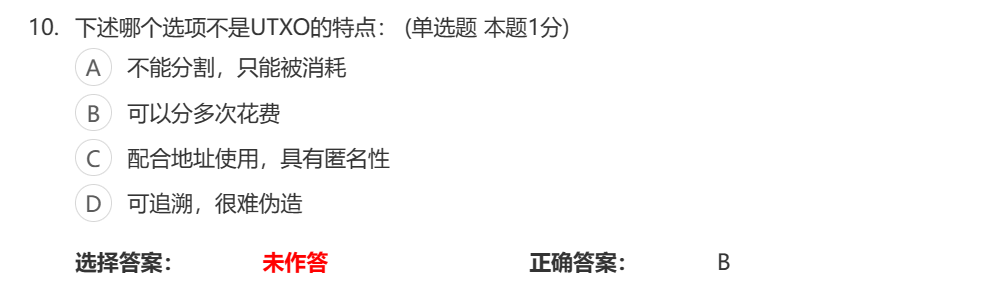 10. 下述哪个选项不是UTXO的特点： (单选题 本题1分)
A 不能分割，只能被消耗
B 可以分多次花费
C 配合地址使用，具有匿名性
D 可追溯，很难伪造
选择答案： 未作答 正确答案： B